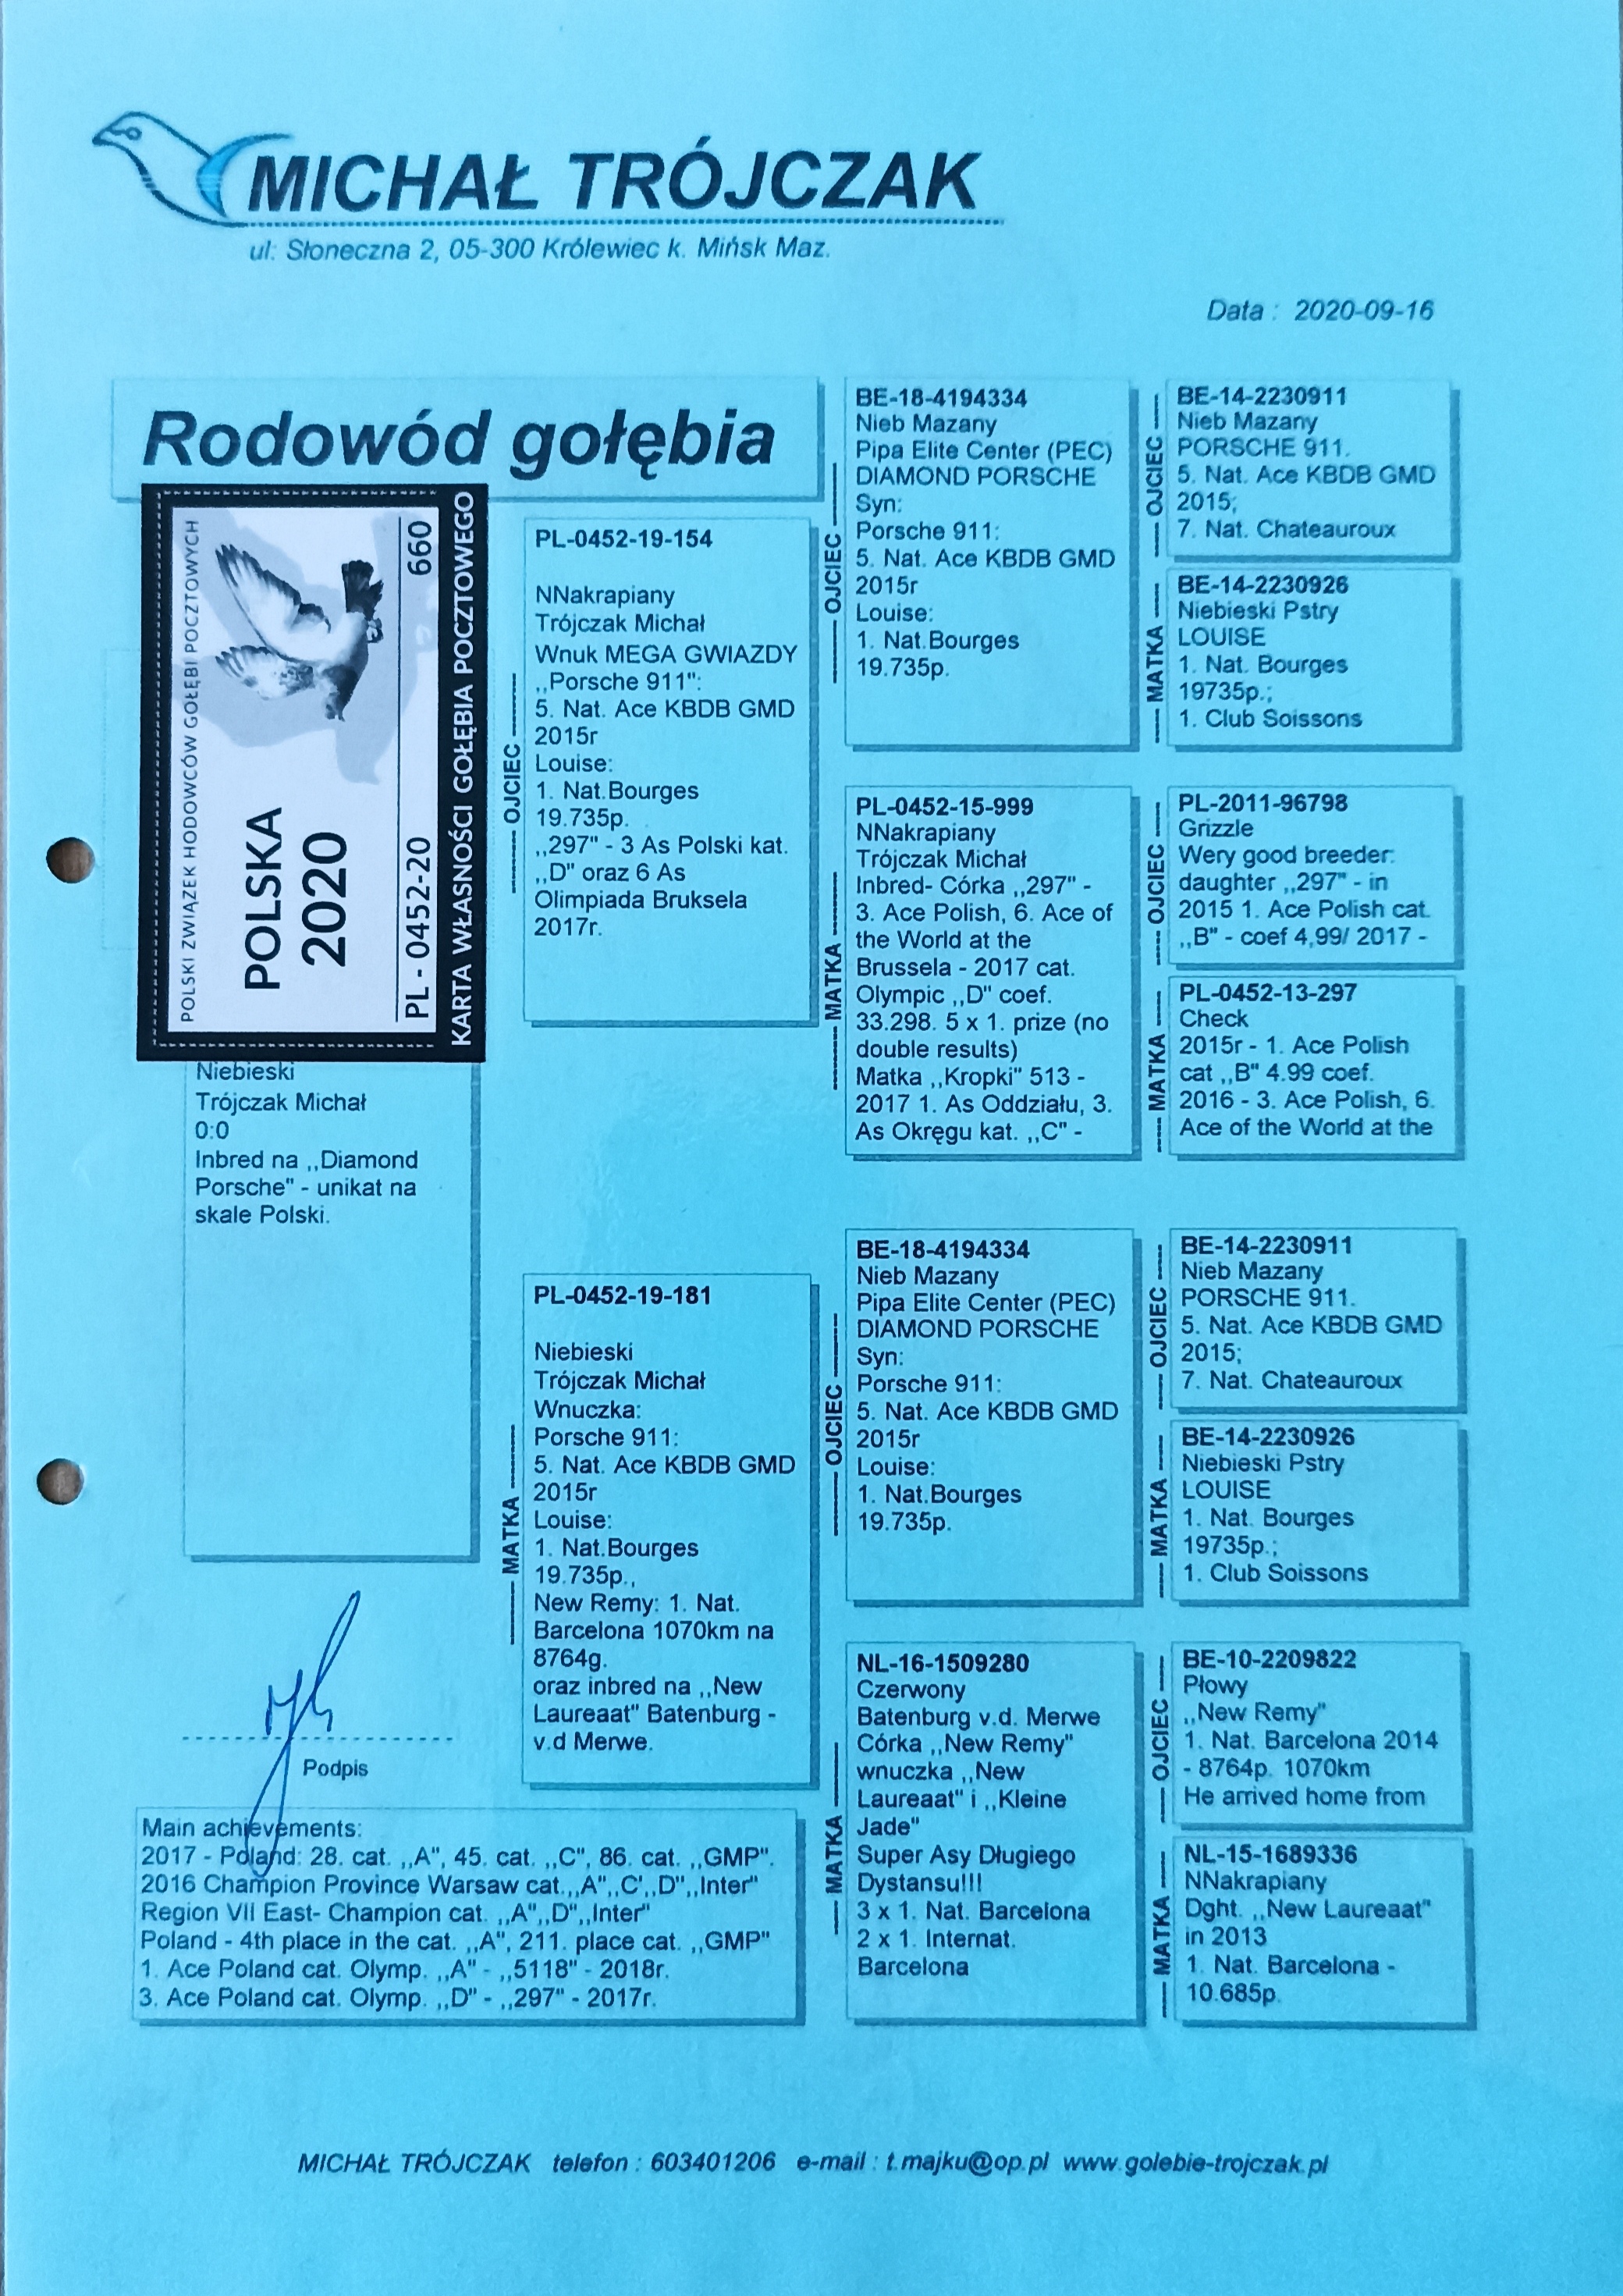 MICHAŁ TRÓJCZAK
ul: Słoneczna 2, 05-300 Królewiec k. Mińsk Maz.
Data : 2020-09-16
Rodowód gołębia
POLSKI ZWIĄZEK HODOWCÓW GOŁĘBI POCZTOWYCH
POLSKA
2020
PL - 0452-20 660
KARTA WŁASNOŚCI GOŁĘBIA POCZTOWEGO
Niebieski
Trójczak Michał
0:0
Inbred na ,,Diamond
Porsche" - unikat na
skale Polski.
OJCIEC
PL-0452-19-154
NNakrapiany
Trójczak Michał
Wnuk MEGA GWIAZDY
,,Porsche 911":
5. Nat. Ace KBDB GMD
2015r
Louise:
1. Nat.Bourges
19.735p.
,,297" - 3 As Polski kat.
,,D" oraz 6 As
Olimpiada Bruksela
2017r.
MATKA
PL-0452-19-181
Niebieski
Trójczak Michał
Wnuczka:
Porsche 911:
5. Nat. Ace KBDB GMD
2015r
Louise:
1. Nat.Bourges
19.735p.,
New Remy: 1. Nat.
Barcelona 1070km na
8764g.
oraz inbred na ,,New
Laureaat" Batenburg -
v.d Merwe.
OJCIEC
BE-18-4194334
Nieb Mazany
Pipa Elite Center (PEC)
DIAMOND PORSCHE
Syn:
Porsche 911:
5. Nat. Ace KBDB GMD
2015r
Louise:
1. Nat.Bourges
19.735p.
MATKA
PL-0452-15-999
NNakrapiany
Trójczak Michał
Inbred- Córka ,,297" -
3. Ace Polish, 6. Ace of
the World at the
Brussela - 2017 cat.
Olympic ,,D" coef.
33.298. 5 x 1. prize (no
double results)
Matka ,,Kropki" 513 -
2017 1. As Oddziału, 3.
As Okręgu kat. ,,C" -
OJCIEC
BE-18-4194334
Nieb Mazany
Pipa Elite Center (PEC)
DIAMOND PORSCHE
Syn:
Porsche 911:
5. Nat. Ace KBDB GMD
2015r
Louise:
1. Nat.Bourges
19.735p.
MATKA
NL-16-1509280
Czerwony
Batenburg v.d. Merwe
Córka ,,New Remy"
wnuczka ,,New
Laureaat" i ,,Kleine
Jade"
Super Asy Długiego
Dystansu!!!
3 x 1. Nat. Barcelona
2 x 1. Internat.
Barcelona
OJCIEC
BE-14-2230911
Nieb Mazany
PORSCHE 911.
5. Nat. Ace KBDB GMD
2015;
7. Nat. Chateauroux
MATKA
BE-14-2230926
Niebieski Pstry
LOUISE
1. Nat. Bourges
19735p.;
1. Club Soissons
OJCIEC
PL-2011-96798
Grizzle
Wery good breeder:
daughter ,,297" - in
2015 1. Ace Polish cat.
,,B" - coef 4,99/ 2017 -
MATKA
PL-0452-13-297
Check
2015r - 1. Ace Polish
cat ,,B" 4.99 coef.
2016 - 3. Ace Polish, 6.
Ace of the World at the
OJCIEC
BE-14-2230911
Nieb Mazany
PORSCHE 911.
5. Nat. Ace KBDB GMD
2015;
7. Nat. Chateauroux
MATKA
BE-14-2230926
Niebieski Pstry
LOUISE
1. Nat. Bourges
19735p.;
1. Club Soissons
OJCIEC
BE-10-2209822
Płowy
,,New Remy"
1. Nat. Barcelona 2014
- 8764p. 1070km
He arrived home from
MATKA
NL-15-1689336
NNakrapiany
Dght. ,,New Laureaat"
in 2013
1. Nat. Barcelona -
10.685p.
Podpis
Main achievements:
2017 - Poland: 28. cat. ,,A", 45. cat. ,,C", 86. cat. ,,GMP".
2016 Champion Province Warsaw cat.,,A",,C',,D",,Inter"
Region VII East- Champion cat. ,,A",,D",,Inter"
Poland - 4th place in the cat. ,,A", 211. place cat. ,,GMP"
1. Ace Poland cat. Olymp. ,,A" - ,,5118" - 2018r.
3. Ace Poland cat. Olymp. ,,D" - ,,297" - 2017r.
MICHAŁ TRÓJCZAK telefon : 603401206 e-mail : t.majku@op.pl www.golebie-trojczak.pl